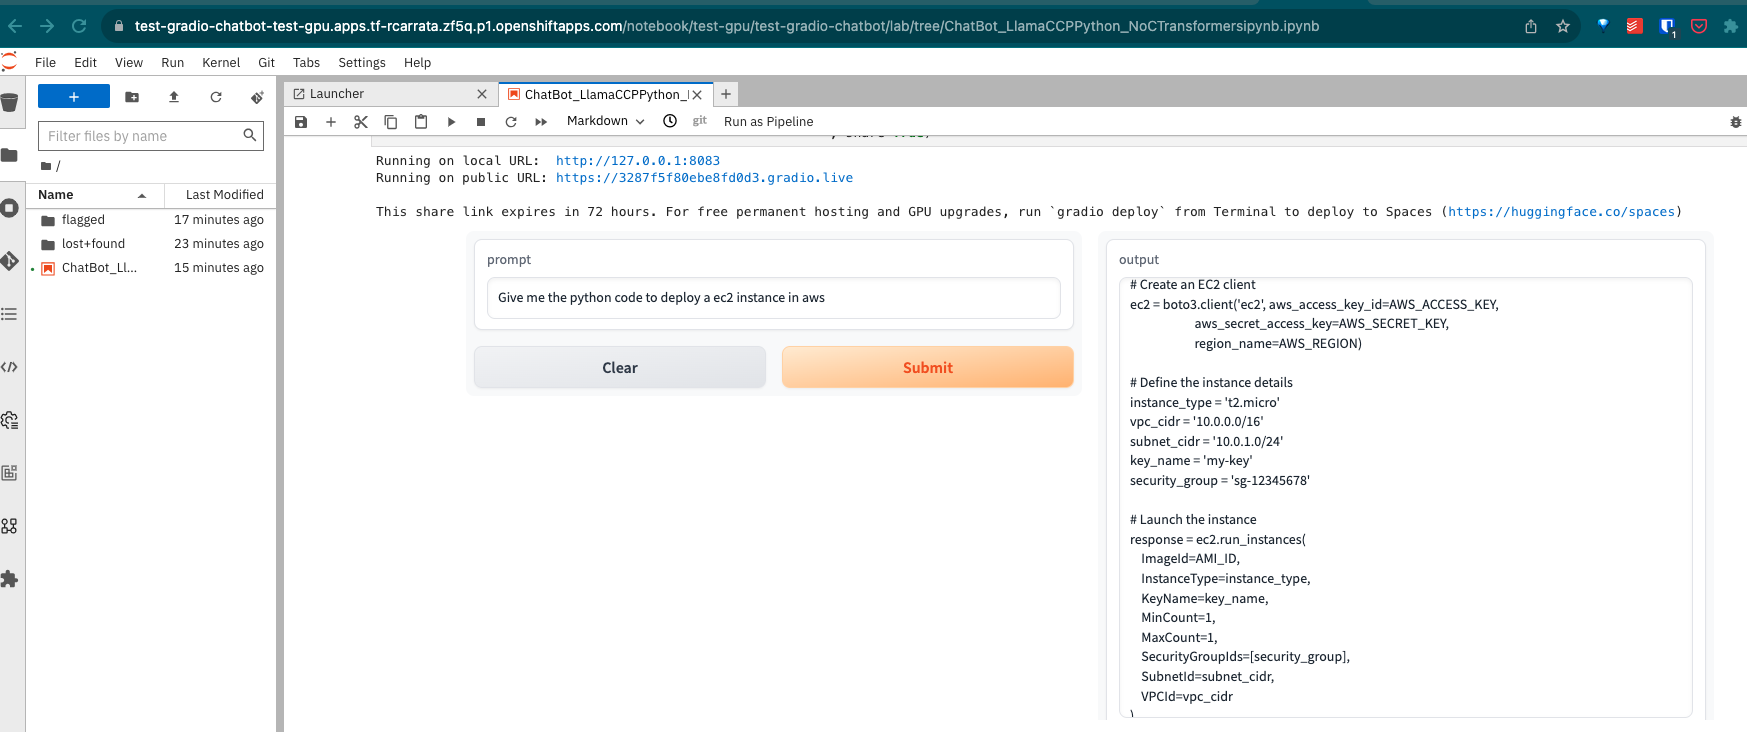 test-gradio-chatbot-test-gpu.apps.tf-rcarrata.zf5q.p1.openshiftapps.com/notebook/test-gpu/test-gradio-chatbot/lab/tree/ChatBot_LlamaCCPPython_NoCTransformersipynb.ipynb
1
File Edit View Run Kernel Git Tabs Settings Help
+
Filter files by name
/
Name Last Modified
flagged 17 minutes ago
lost+found 23 minutes ago
ChatBot_Ll... 15 minutes ago
Launcher
ChatBot_LlamaCCPPython_
Markdown
git
Run as Pipeline
Running on local URL: http://127.0.0.1:8083
Running on public URL: https://3287f5f80ebe8fd0d3.gradio.live
This share link expires in 72 hours. For free permanent hosting and GPU upgrades, run `gradio deploy` from Terminal to deploy to Spaces (https://huggingface.co/spaces)
prompt
Give me the python code to deploy a ec2 instance in aws
Clear
Submit
output
# Create an EC2 client
ec2 = boto3.client('ec2', aws_access_key_id=AWS_ACCESS_KEY,
aws_secret_access_key=AWS_SECRET_KEY,
region_name=AWS_REGION)
# Define the instance details
instance_type = 't2.micro'
vpc_cidr = '10.0.0.0/16'
subnet_cidr = '10.0.1.0/24'
key_name = 'my-key'
security_group = 'sg-12345678'
# Launch the instance
response = ec2.run_instances(
ImageId=AMI_ID,
InstanceType=instance_type,
KeyName=key_name,
MinCount=1,
MaxCount=1,
SecurityGroupIds=[security_group],
SubnetId=subnet_cidr,
VPCId=vpc_cidr
)